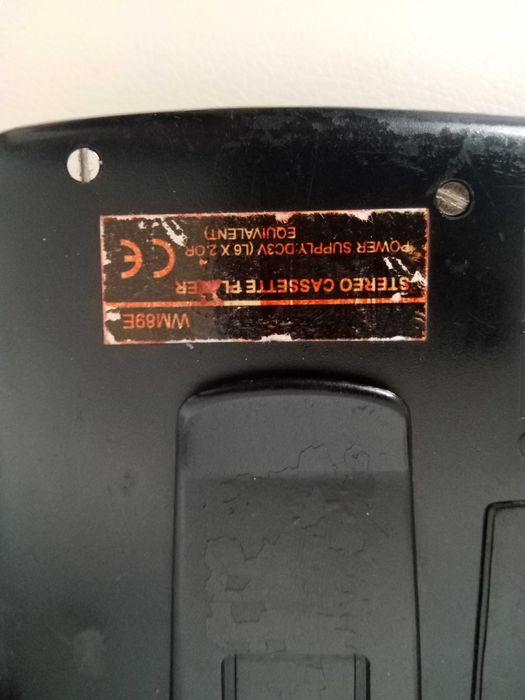 WM89E
STEREO CASSETTE PLAYER
POWER SUPPLY:DC3V (L6 X 2 OR
EQUIVALENT)
CE